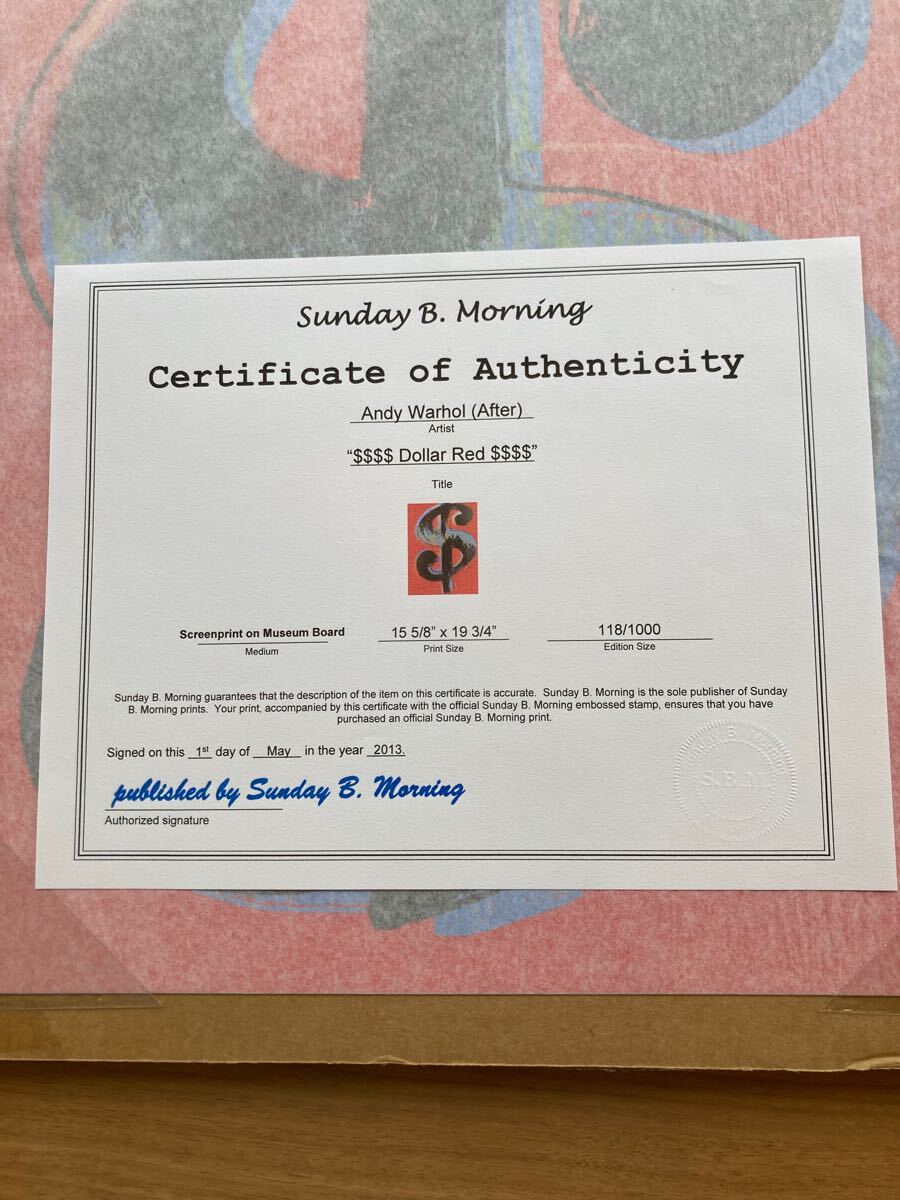 Sunday B. Morning
Certificate of Authenticity
Andy Warhol (After)
Artist
“$$$$ Dollar Red $$$$”
Title
Screenprint on Museum Board
Medium
15 5/8” x 19 3/4”
Print Size
118/1000
Edition Size
Sunday B. Morning guarantees that the description of the item on this certificate is accurate. Sunday B. Morning is the sole publisher of Sunday
B. Morning prints. Your print, accompanied by this certificate with the official Sunday B. Morning embossed stamp, ensures that you have
purchased an official Sunday B. Morning print.
Signed on this 1st day of May in the year 2013.
published by Sunday B. Morning
Authorized signature
S.B.M.